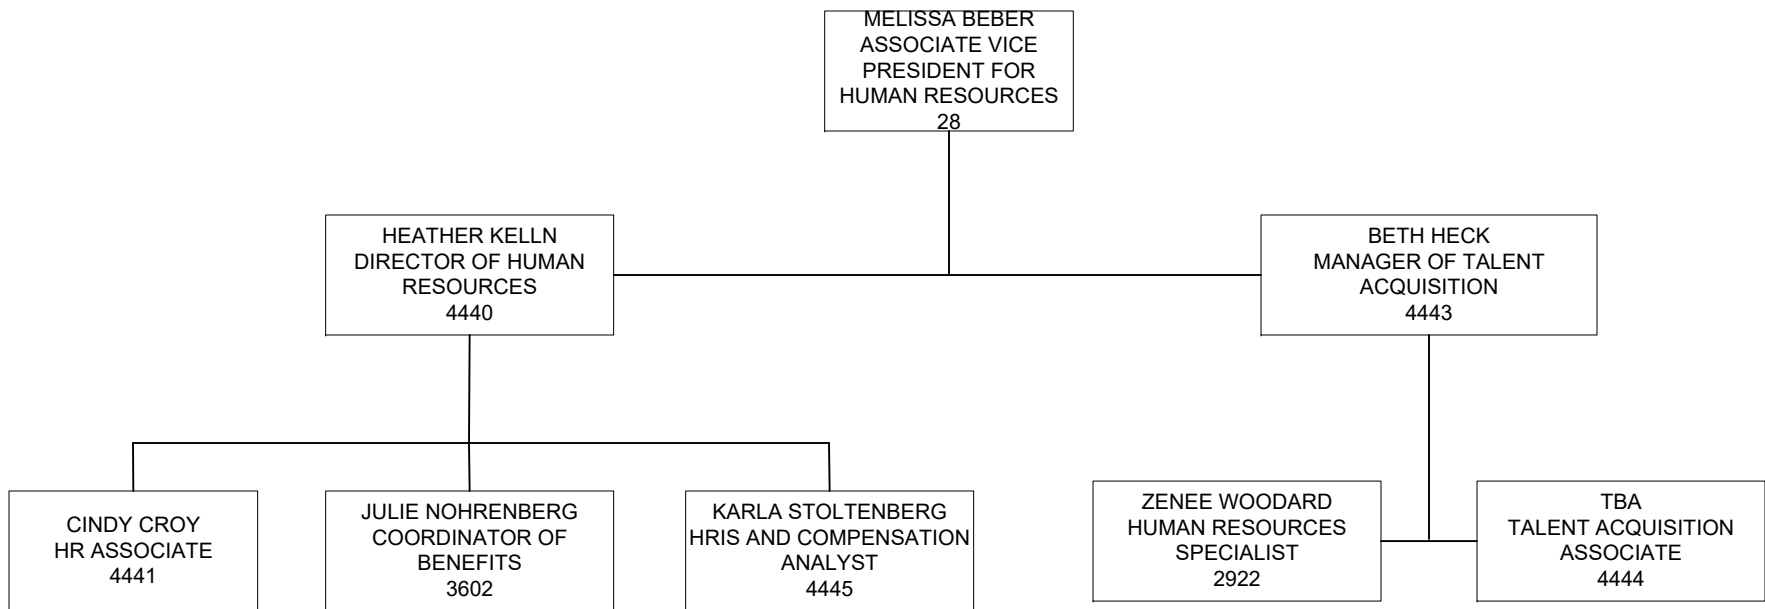 MELISSA BEBER
ASSOCIATE VICE
PRESIDENT FOR
HUMAN RESOURCES
28
HEATHER KELLN
DIRECTOR OF HUMAN
RESOURCES
4440
BETH HECK
MANAGER OF TALENT
ACQUISITION
4443
CINDY CROY
HR ASSOCIATE
4441
JULIE NOHRENBERG
COORDINATOR OF
BENEFITS
3602
KARLA STOLTENBERG
HRIS AND COMPENSATION
ANALYST
4445
ZENEE WOODARD
HUMAN RESOURCES
SPECIALIST
2922
TBA
TALENT ACQUISITION
ASSOCIATE
4444